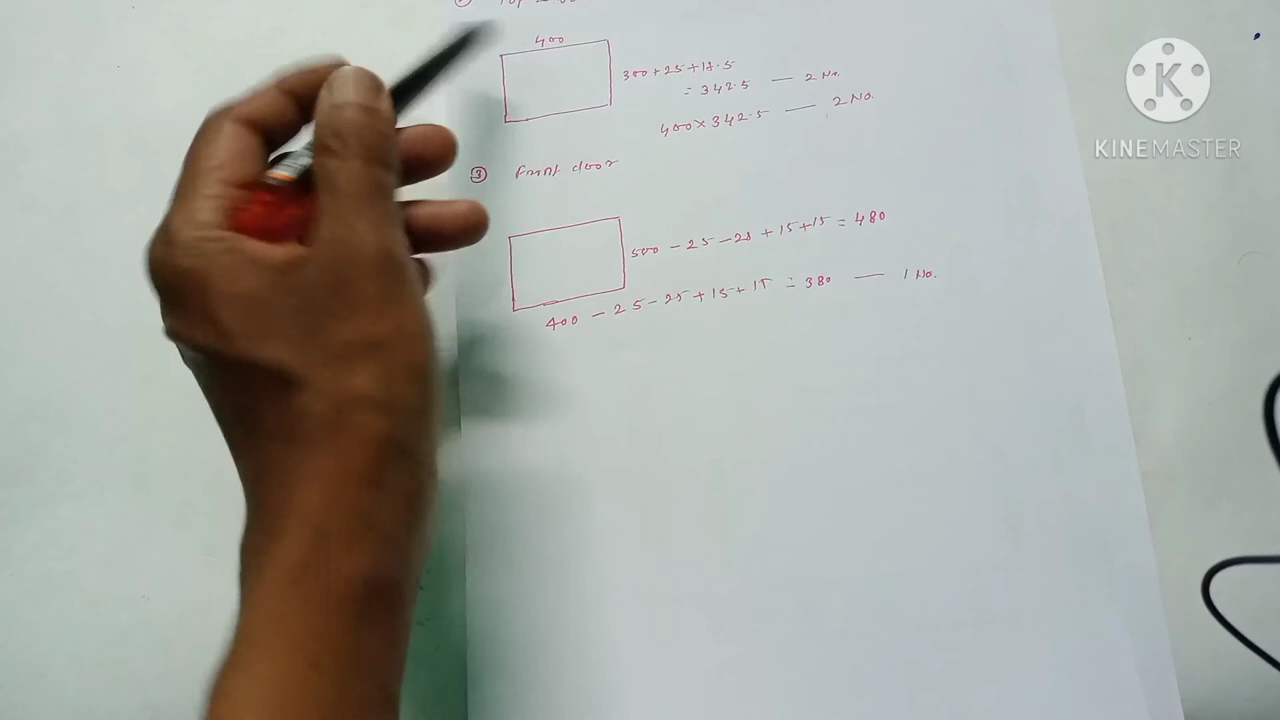 400
300+25+17.5
= 342.5 — 2 No.
400×342.5 — 2 No.
③ Front door
500 - 25 - 25 + 15 + 15 = 480
400 - 25 - 25 + 15 + 15 = 380 — 1 No.
K
KINEMASTER